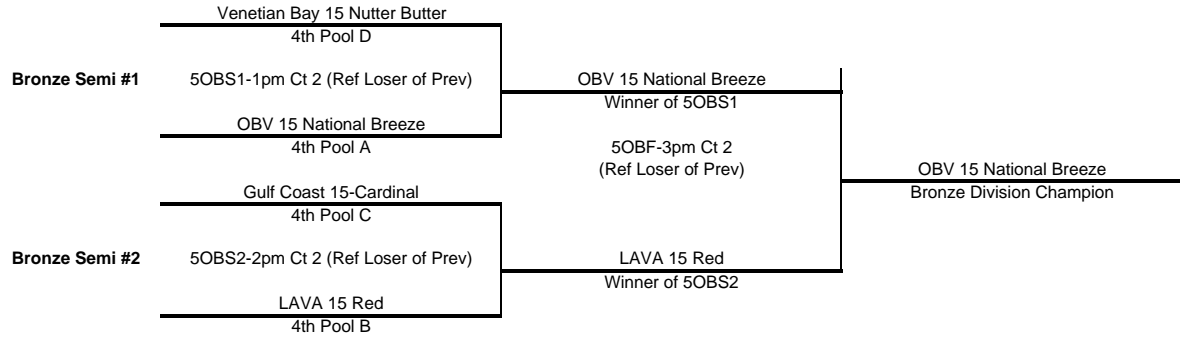 Venetian Bay 15 Nutter Butter
4th Pool D
Bronze Semi #1
5OBS1-1pm Ct 2 (Ref Loser of Prev)
OBV 15 National Breeze
Winner of 5OBS1
OBV 15 National Breeze
4th Pool A
5OBF-3pm Ct 2
(Ref Loser of Prev)
OBV 15 National Breeze
Bronze Division Champion
Gulf Coast 15-Cardinal
4th Pool C
Bronze Semi #2
5OBS2-2pm Ct 2 (Ref Loser of Prev)
LAVA 15 Red
Winner of 5OBS2
LAVA 15 Red
4th Pool B